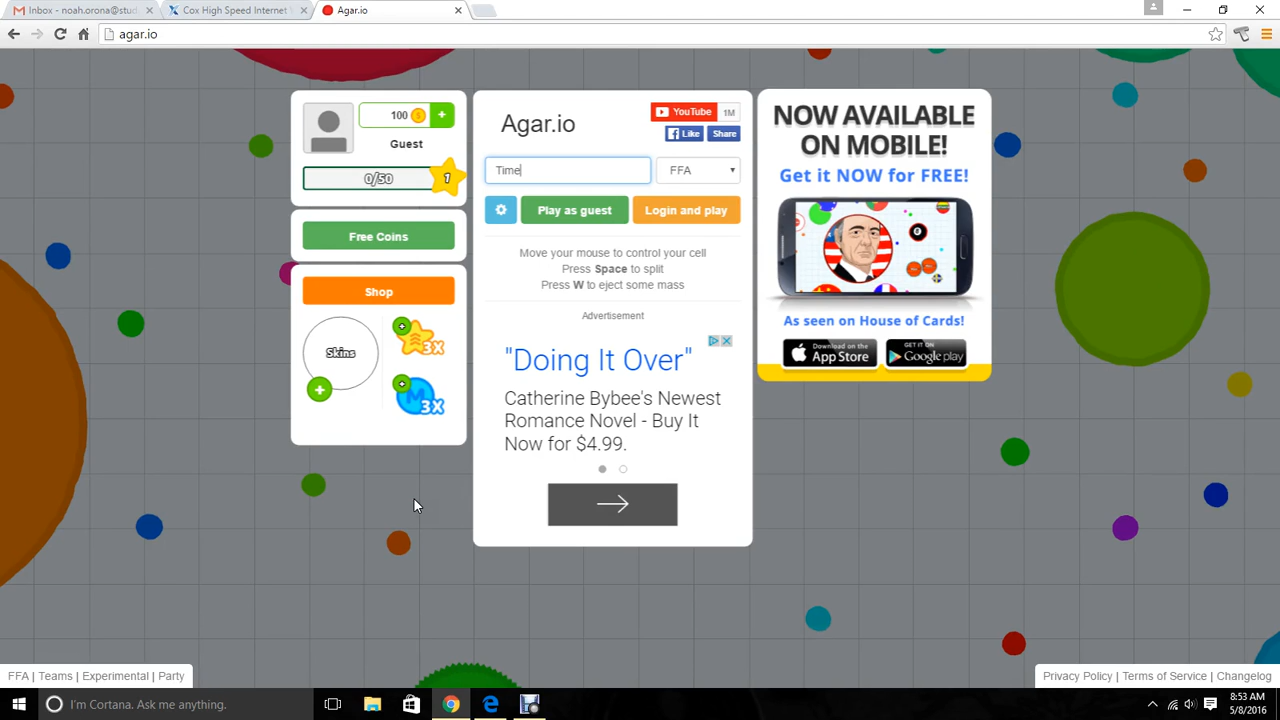 Inbox - noah.orona@stud
Cox High Speed Internet
Agar.io
agar.io
100
+
Guest
0/50
1
Free Coins
Shop
Skins
+
3X
M
3X
Agar.io
YouTube 1M
Like Share
Time
FFA
Play as guest
Login and play
Move your mouse to control your cell
Press Space to split
Press W to eject some mass
Advertisement
"Doing It Over"
Catherine Bybee's Newest
Romance Novel - Buy It
Now for $4.99.
NOW AVAILABLE
ON MOBILE!
Get it NOW for FREE!
As seen on House of Cards!
Download on the
App Store
GET IT ON
Google play
FFA | Teams | Experimental | Party
Privacy Policy | Terms of Service | Changelog
I'm Cortana. Ask me anything.
8:53 AM
5/8/2016